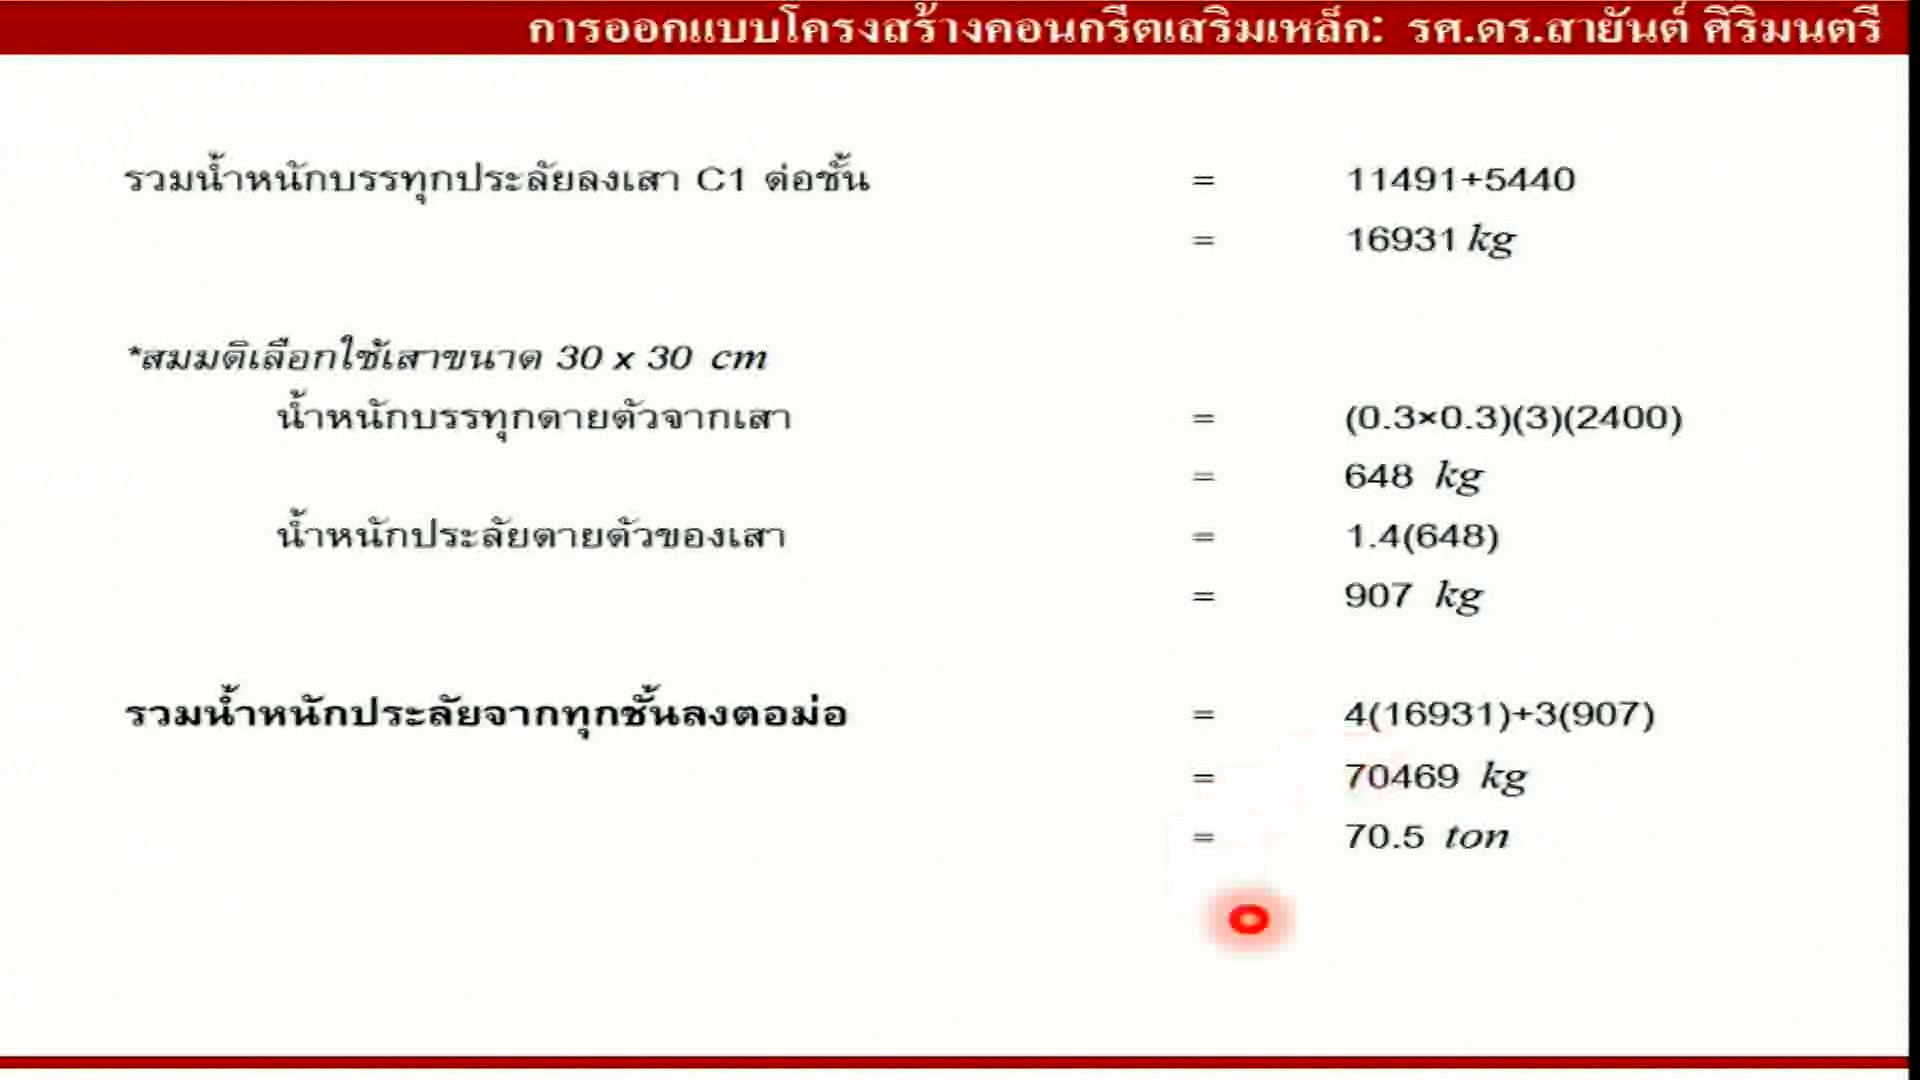 การออกแบบโครงสร้างคอนกรีตเสริมเหล็ก: รศ.ดร.สายันต์ ศิริมนตรี
รวมน้ำหนักบรรทุกประลัยลงเสา C1 ต่อชั้น = 11491+5440
= 16931 kg
*สมมติเลือกใช้เสาขนาด 30 x 30 cm
น้ำหนักบรรทุกตายตัวจากเสา = (0.3×0.3)(3)(2400)
= 648 kg
น้ำหนักประลัยตายตัวของเสา = 1.4(648)
= 907 kg
รวมน้ำหนักประลัยจากทุกชั้นลงตอม่อ = 4(16931)+3(907)
= 70469 kg
= 70.5 ton